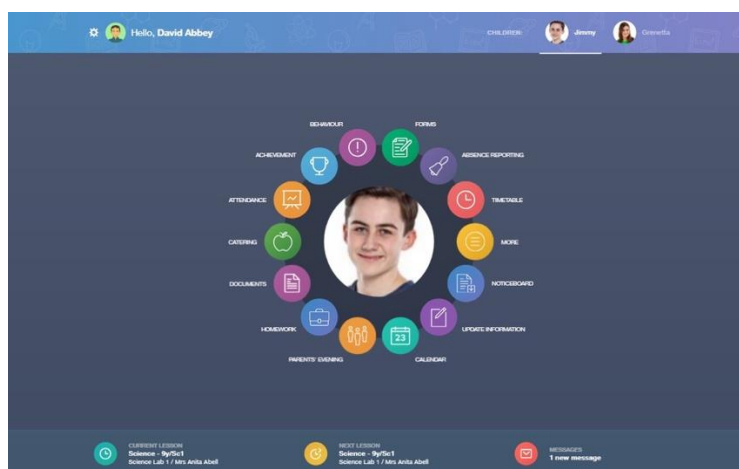 Hello, David Abbey
CHILDREN:
Jimmy
Grenetta
BEHAVIOUR
FORMS
ACHIEVEMENT
ABSENCE REPORTING
ATTENDANCE
TIMETABLE
CATERING
MORE
DOCUMENTS
NOTICEBOARD
HOMEWORK
UPDATE INFORMATION
PARENTS' EVENING
23
CALENDAR
CURRENT LESSON
Science - 9y/Sc1
Science Lab 1 / Mrs Anita Abell
NEXT LESSON
Science - 9y/Sc1
Science Lab 1 / Mrs Anita Abell
MESSAGES
1 new message